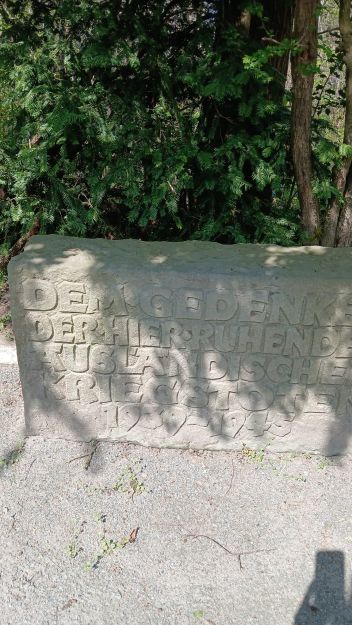 DEM·GEDENKE
DER·HIER·RUHENDE
AUSLÄNDISCHE
KRIEGSTOTEN
1939-1945